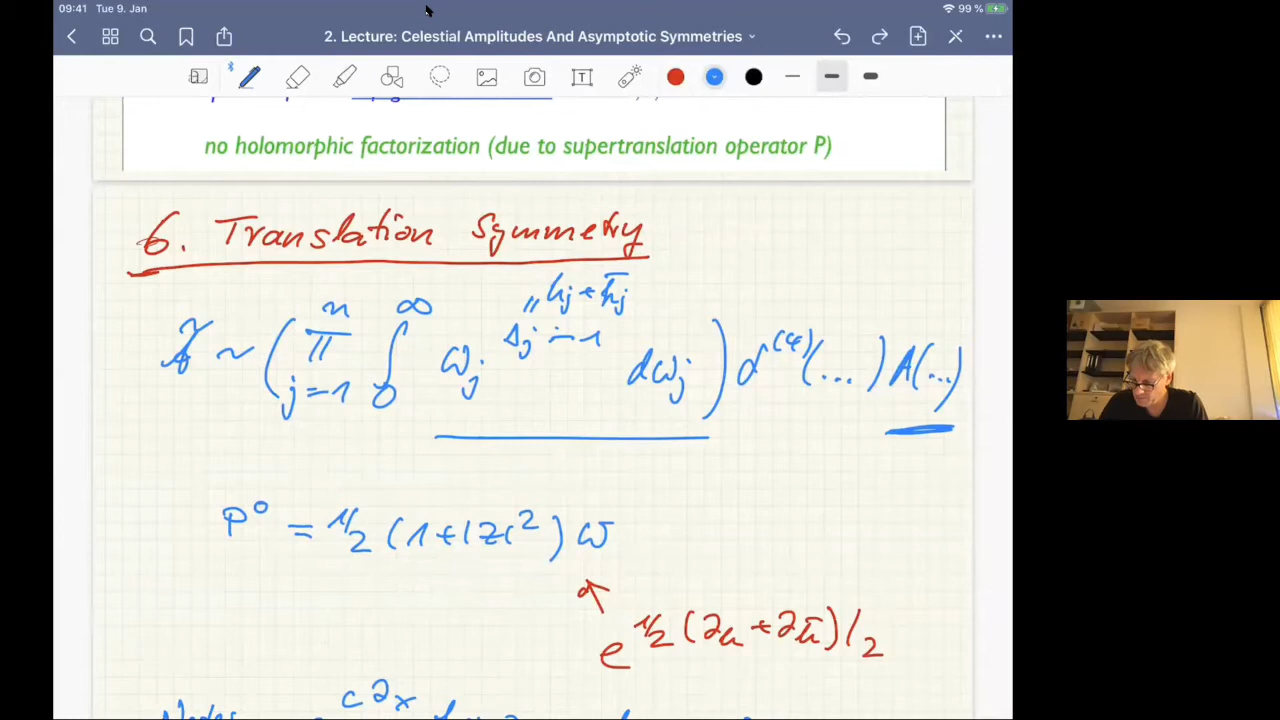 09:41 Tue 9. Jan
99 %
2. Lecture: Celestial Amplitudes And Asymptotic Symmetries
no holomorphic factorization (due to supertranslation operator P)
6. Translation Symmetry
" h_j + h̄_j
Ã ~ ( ∏_{j=1}^{n} ∫_0^∞ ω_j^{Δ_j - 1} dω_j ) δ^{(4)}(...) A(...)
P^0 = 1/2 (1+|z|^2) ω
e^{1/2 (∂_h + ∂_h̄)/2}
e^{c ∂_x}